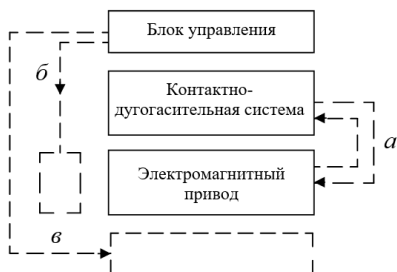 Блок управления
б
Контактно-
дугогасительная система
а
Электромагнитный
привод
в